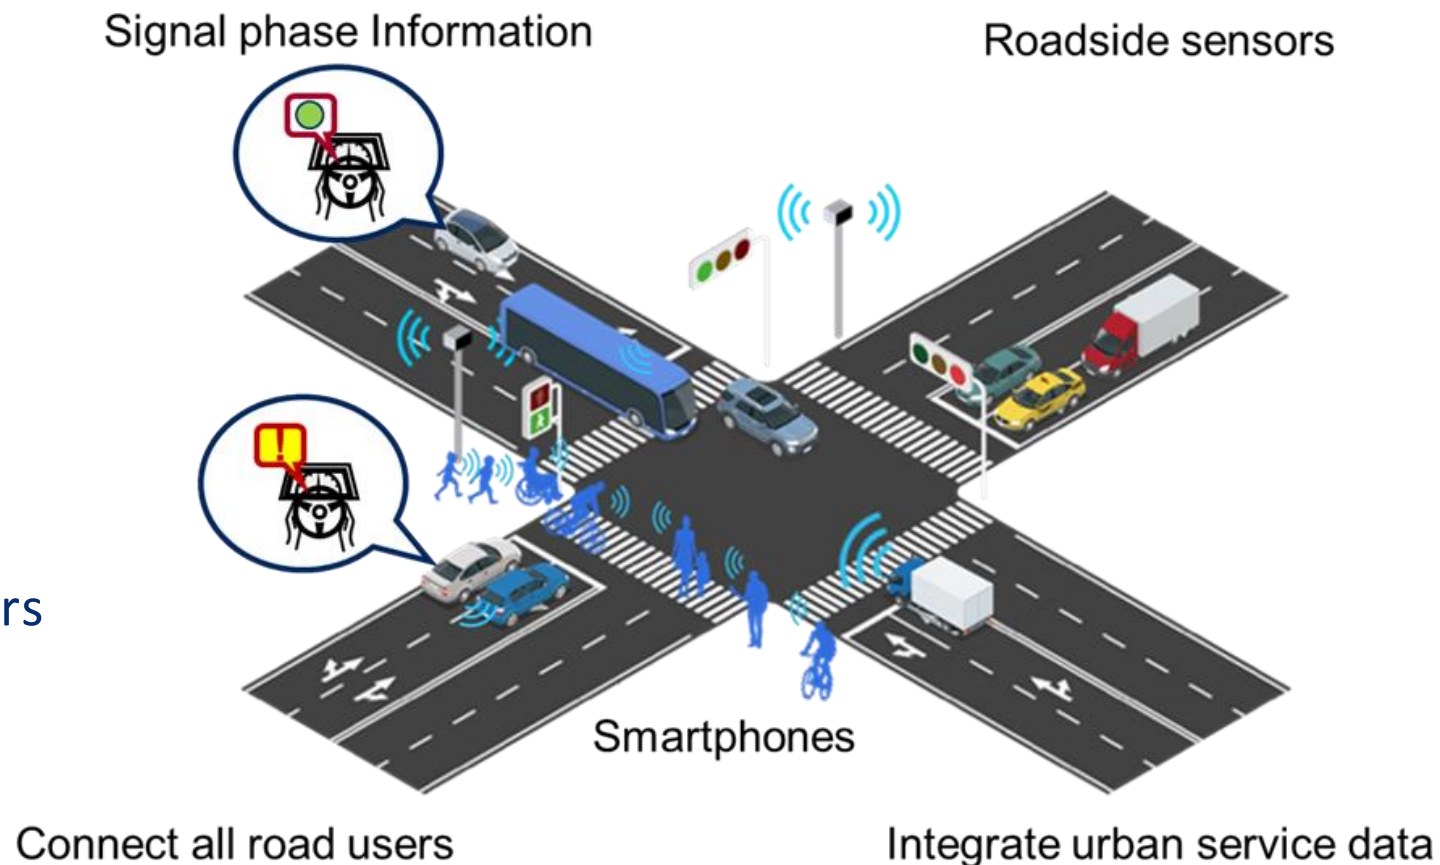 Signal phase Information
Roadside sensors
!
rs
Smartphones
Connect all road users
Integrate urban service data